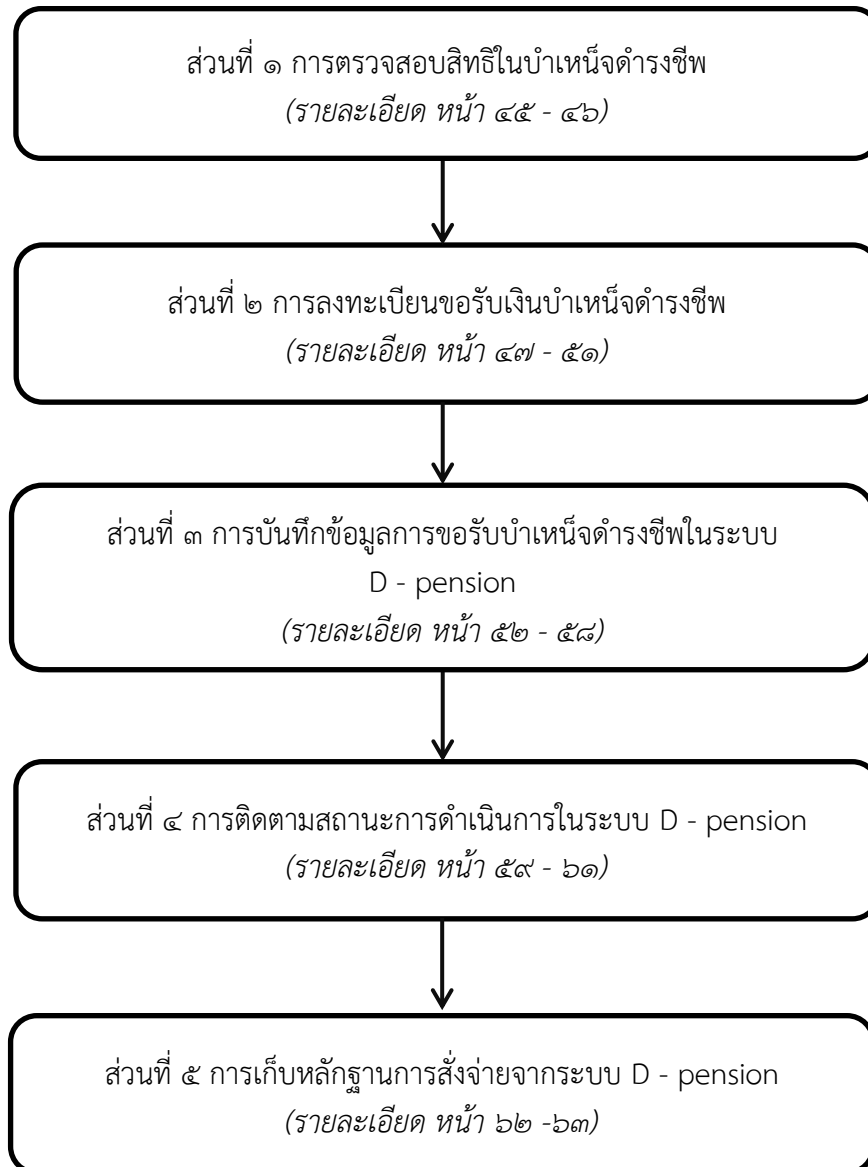 ส่วนที่ ๑ การตรวจสอบสิทธิในบำเหน็จดำรงชีพ
(รายละเอียด หน้า ๔๕ - ๔๖)
ส่วนที่ ๒ การลงทะเบียนขอรับเงินบำเหน็จดำรงชีพ
(รายละเอียด หน้า ๔๗ - ๕๑)
ส่วนที่ ๓ การบันทึกข้อมูลการขอรับบำเหน็จดำรงชีพในระบบ
D - pension
(รายละเอียด หน้า ๕๒ - ๕๘)
ส่วนที่ ๔ การติดตามสถานะการดำเนินการในระบบ D - pension
(รายละเอียด หน้า ๕๙ - ๖๑)
ส่วนที่ ๕ การเก็บหลักฐานการสั่งจ่ายจากระบบ D - pension
(รายละเอียด หน้า ๖๒ -๖๓)